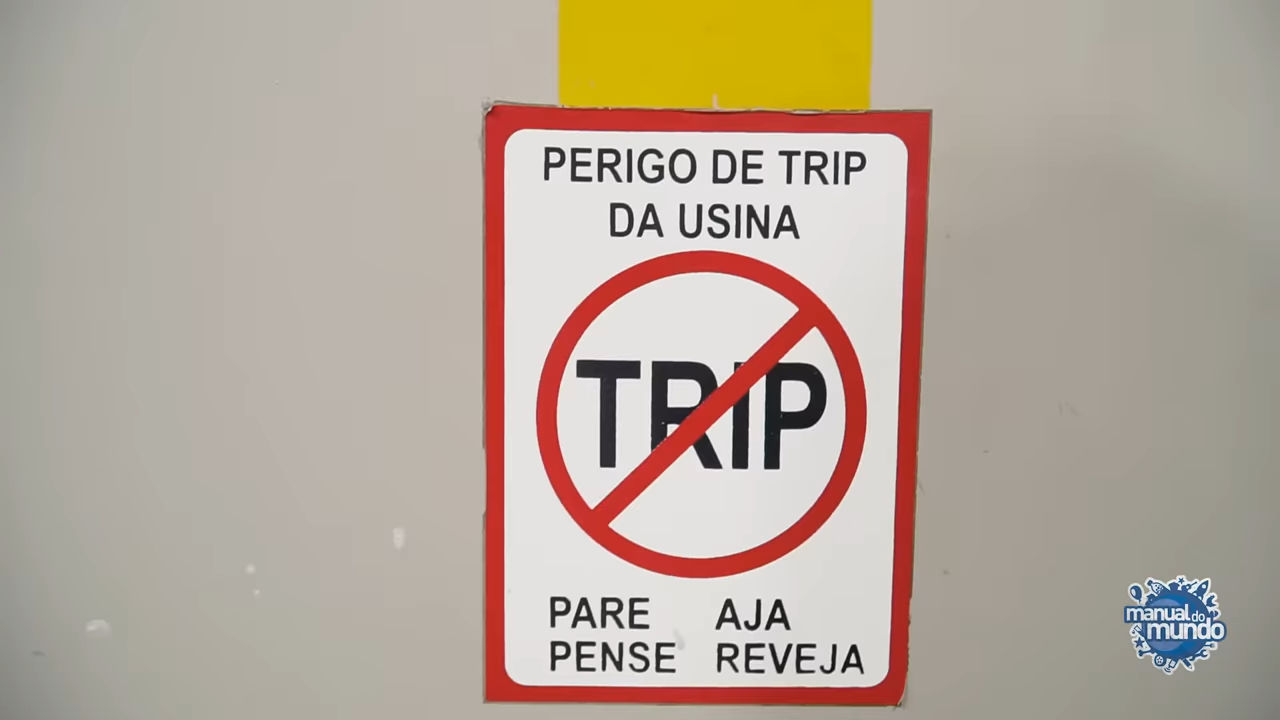 PERIGO DE TRIP
DA USINA
TRIP
PARE AJA
PENSE REVEJA
manual do
mundo